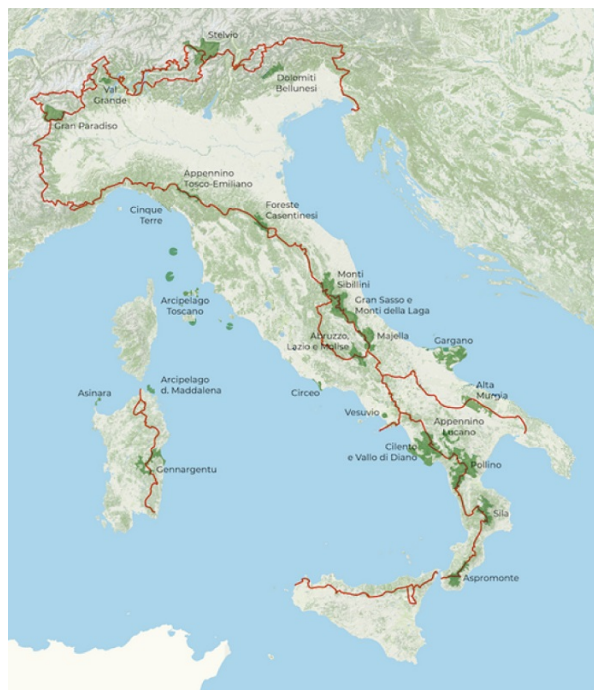 Stelvio
Val
Grande
Dolomiti
Bellunesi
Gran Paradiso
Appennino
Tosco-Emiliano
Cinque
Terre
Foreste
Casentinesi
Monti
Sibillini
Arcipelago
Toscano
Gran Sasso e
Monti della Laga
Abruzzo,
Lazio e Molise
Majella
Gargano
Arcipelago
d. Maddalena
Asinara
Circeo
Alta
Murgia
Vesuvio
Appennino
Lucano
Cilento
e Vallo di Diano
Pollino
Gennargentu
Sila
Aspromonte